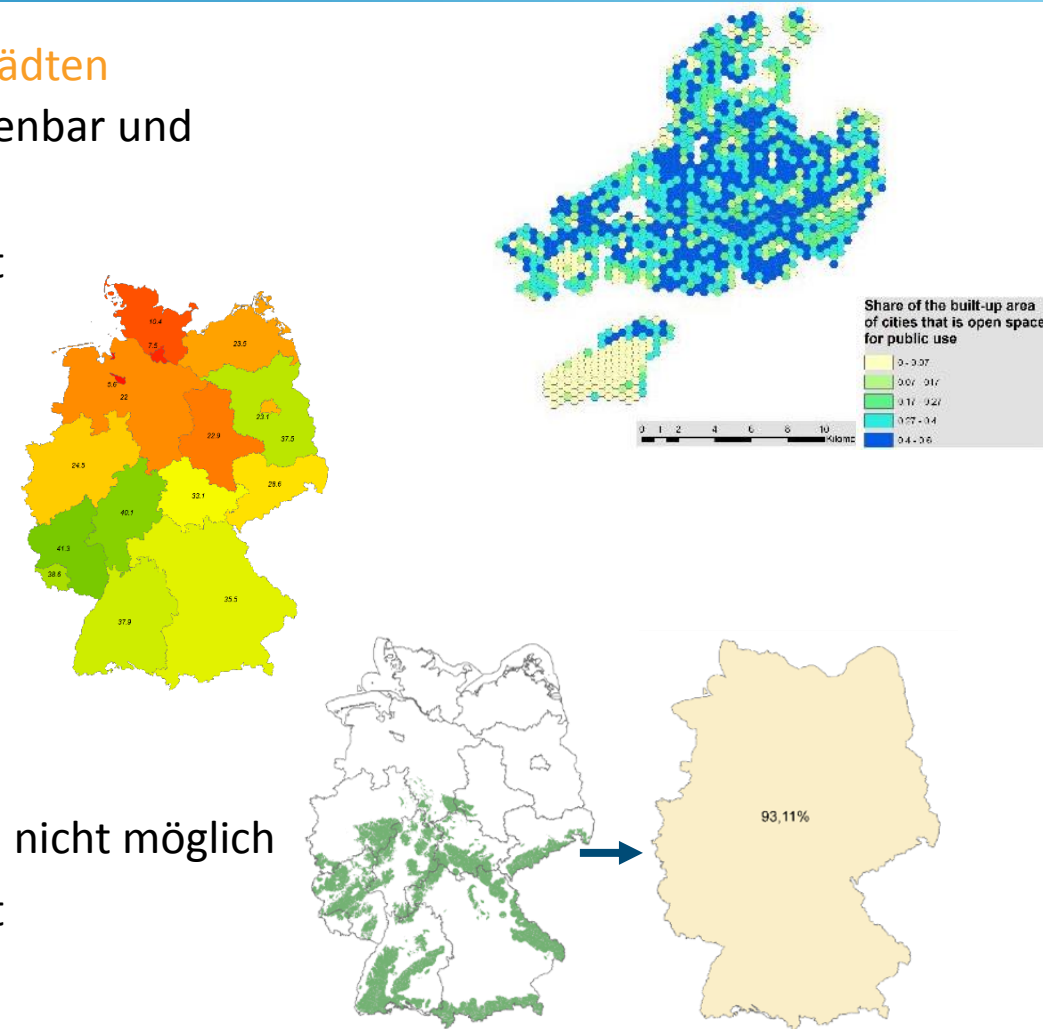 ädten
enbar und
t
Share of the built-up area
of cities that is open space
for public use
0 - 0.07
0.07 - 0.17
0.17 - 0.27
0.27 - 0.4
0.4 - 0.6
0 1 2 4 6 8 10
Kilome
10.4
7.5
23.5
5.6
22
23.1
22.9
37.5
24.5
28.6
33.1
40.1
41.3
38.6
35.5
37.9
nicht möglich
t
93,11%